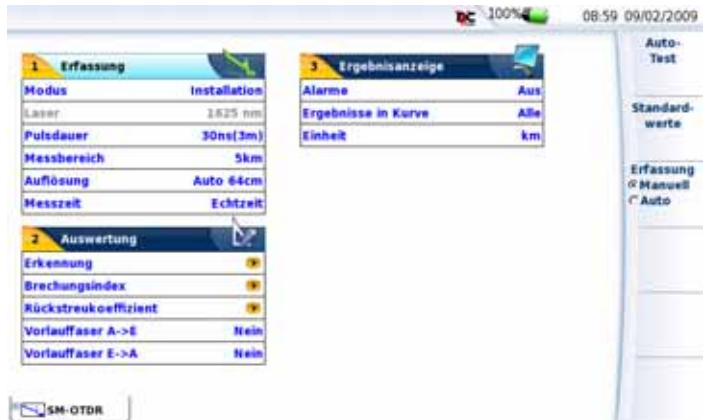 DC 100% 08:59 09/02/2009
1 Erfassung
Modus Installation
Laser 1625 nm
Pulsdauer 30ns(3m)
Messbereich 5km
Auflösung Auto 64cm
Messzeit Echtzeit
2 Auswertung
Erkennung
Brechungsindex
Rückstreukoeffizient
Vorlauffaser A->E Nein
Vorlauffaser E->A Nein
3 Ergebnisanzeige
Alarme Aus
Ergebnisse in Kurve Alle
Einheit km
Auto-
Test
Standard-
werte
Erfassung
Manuell
Auto
SM-OTDR